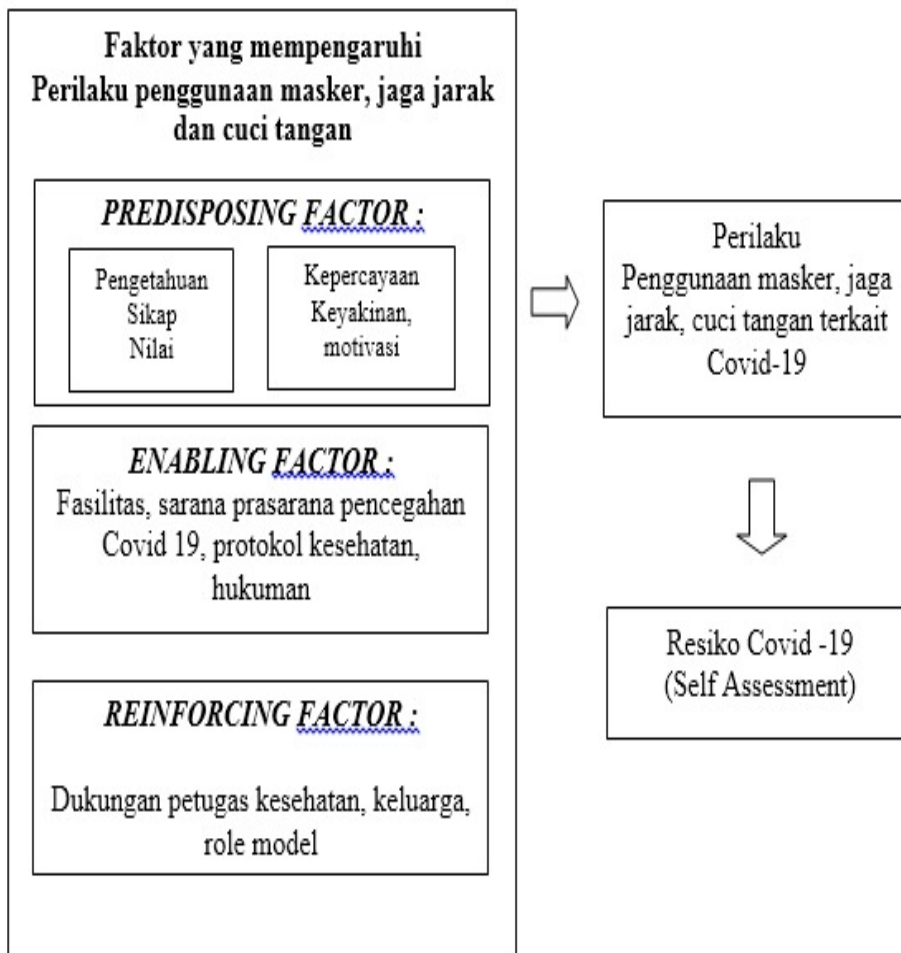 Faktor yang mempengaruhi
Perilaku penggunaan masker, jaga jarak
dan cuci tangan
PREDISPOSING FACTOR :
Pengetahuan
Sikap
Nilai
Kepercayaan
Keyakinan,
motivasi
ENABLING FACTOR :
Fasilitas, sarana prasarana pencegahan
Covid 19, protokol kesehatan,
hukuman
REINFORCING FACTOR :
Dukungan petugas kesehatan, keluarga,
role model
Perilaku
Penggunaan masker, jaga
jarak, cuci tangan terkait
Covid-19
Resiko Covid -19
(Self Assessment)